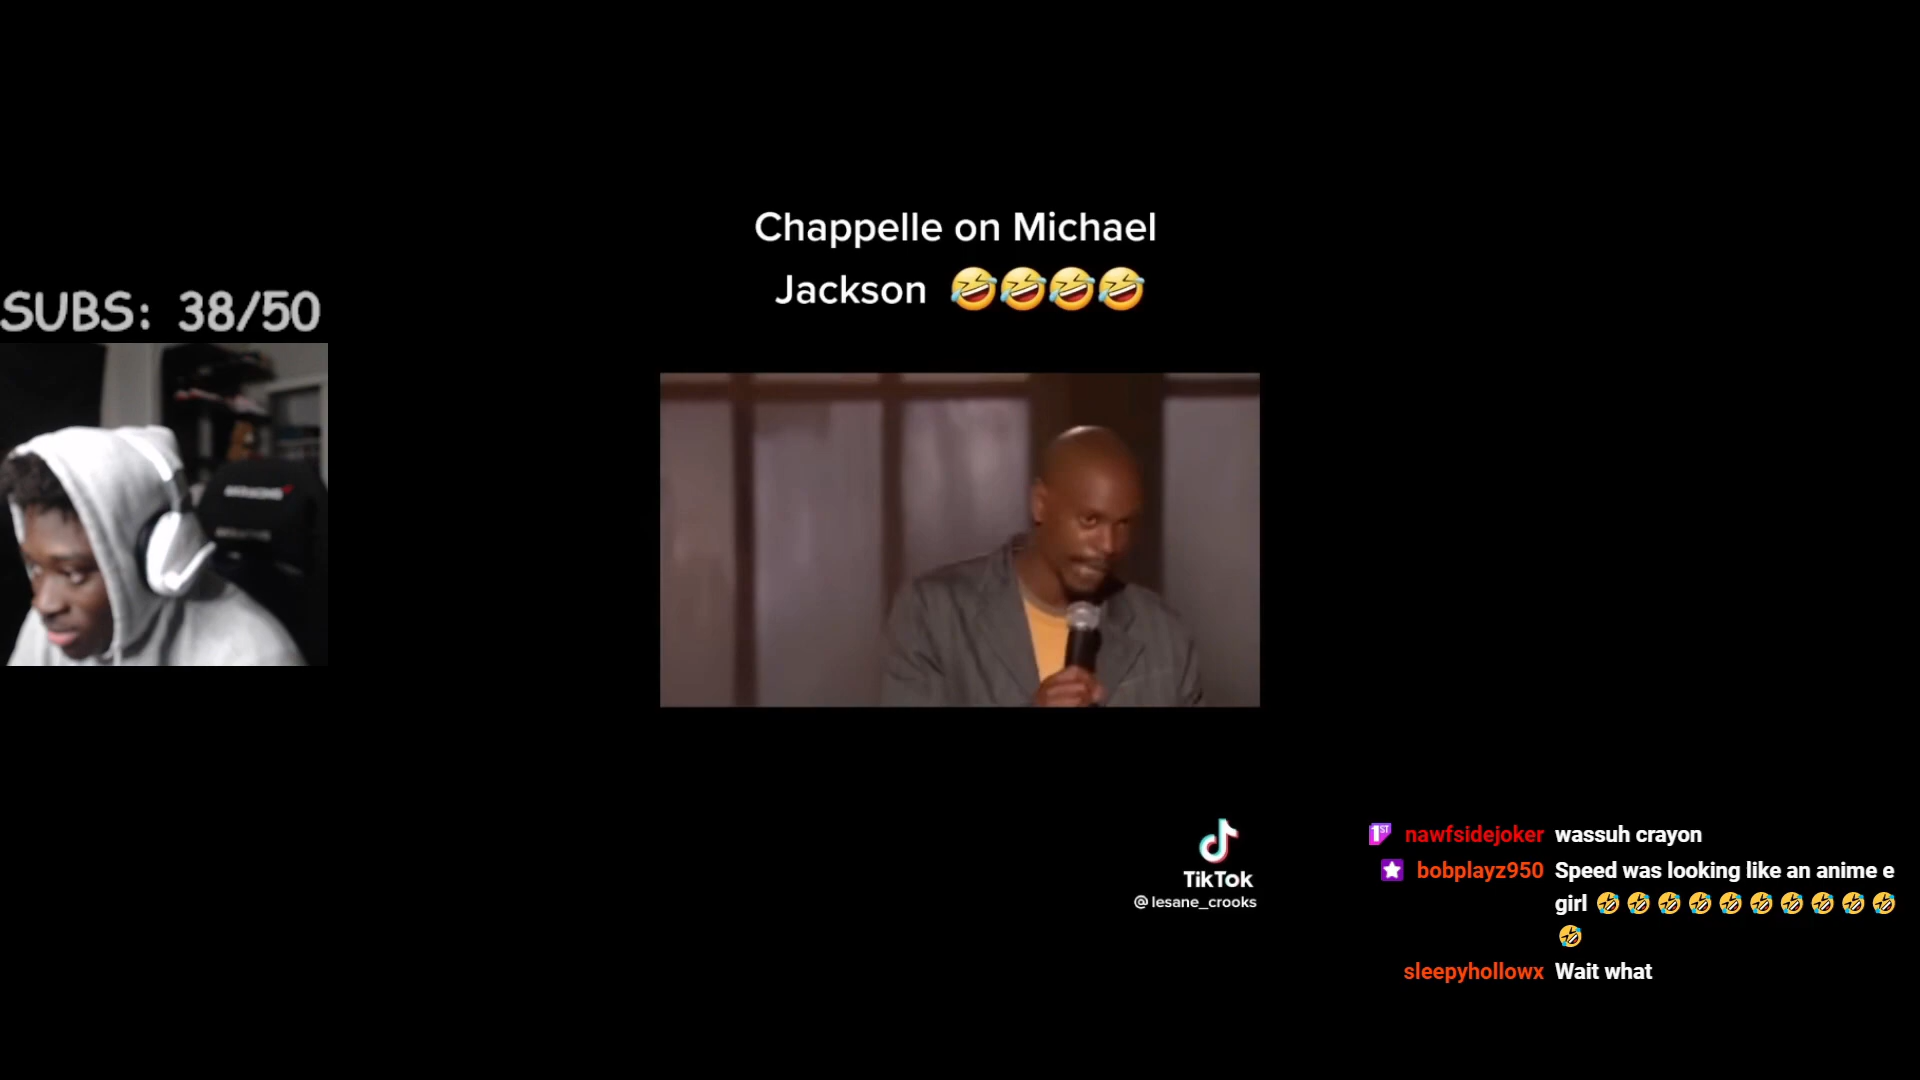 Chappelle on Michael
Jackson 🤣🤣🤣🤣
SUBS: 38/50
TikTok
@lesane_crooks
1ST nawfsidejoker wassuh crayon
bobplayz950 Speed was looking like an anime e
girl 🤣🤣🤣🤣🤣🤣🤣🤣🤣🤣
🤣
sleepyhollowx Wait what